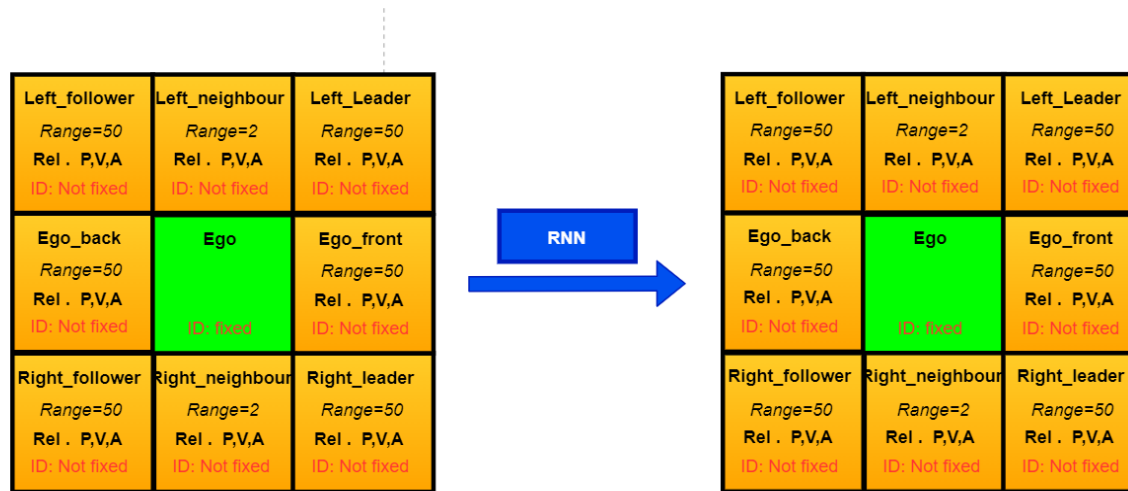 Left_follower
Range=50
Rel . P,V,A
ID: Not fixed
Left_neighbour
Range=2
Rel . P,V,A
ID: Not fixed
Left_Leader
Range=50
Rel . P,V,A
ID: Not fixed
Ego_back
Range=50
Rel . P,V,A
ID: Not fixed
Ego
ID: fixed
Ego_front
Range=50
Rel . P,V,A
ID: Not fixed
Right_follower
Range=50
Rel . P,V,A
ID: Not fixed
Right_neighbour
Range=2
Rel . P,V,A
ID: Not fixed
Right_leader
Range=50
Rel . P,V,A
ID: Not fixed
RNN
Left_follower
Range=50
Rel . P,V,A
ID: Not fixed
Left_neighbour
Range=2
Rel . P,V,A
ID: Not fixed
Left_Leader
Range=50
Rel . P,V,A
ID: Not fixed
Ego_back
Range=50
Rel . P,V,A
ID: Not fixed
Ego
ID: fixed
Ego_front
Range=50
Rel . P,V,A
ID: Not fixed
Right_follower
Range=50
Rel . P,V,A
ID: Not fixed
Right_neighbour
Range=2
Rel . P,V,A
ID: Not fixed
Right_leader
Range=50
Rel . P,V,A
ID: Not fixed